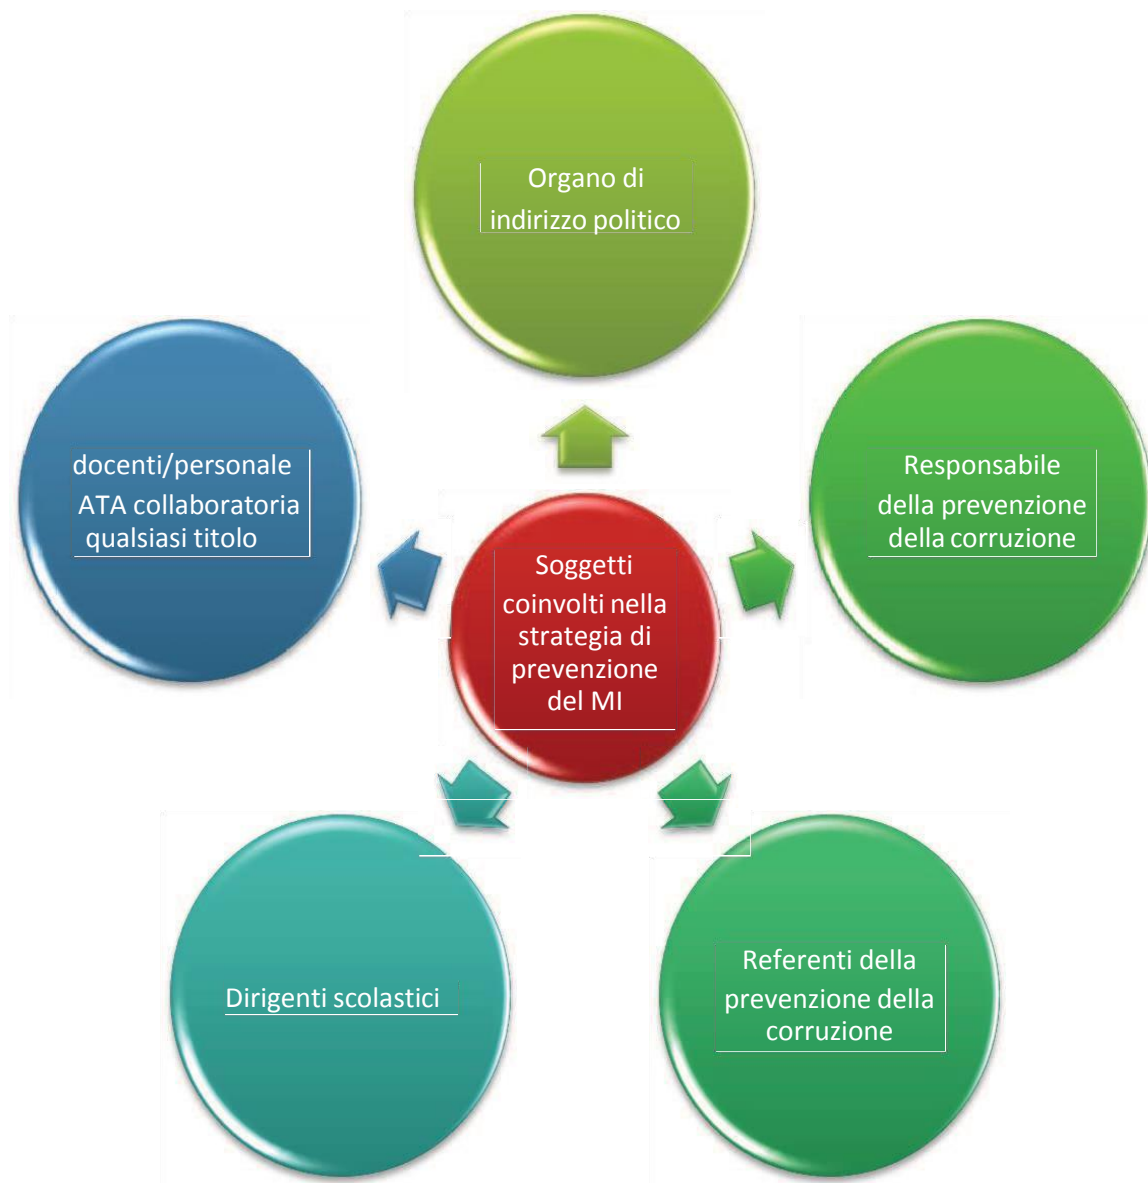 Organo di
indirizzo politico
docenti/personale
ATA collaboratoria
qualsiasi titolo
Responsabile
della prevenzione
della corruzione
Soggetti
coinvolti nella
strategia di
prevenzione
del MI
Dirigenti scolastici
Referenti della
prevenzione della
corruzione